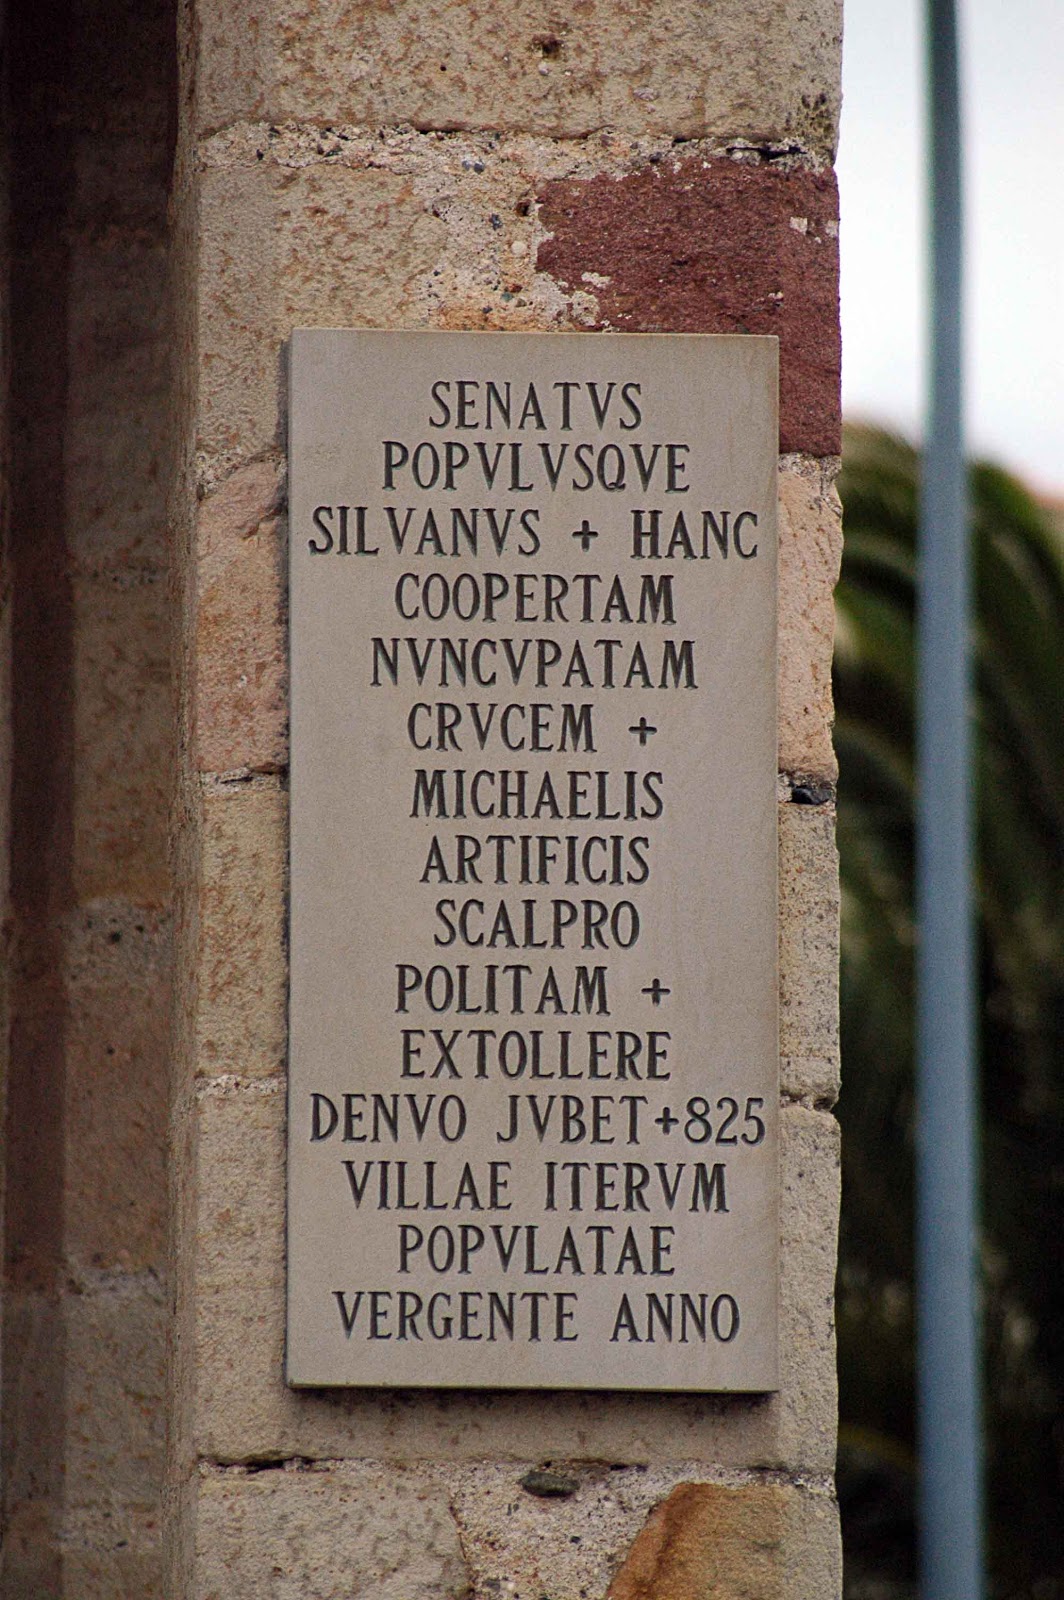 SENATVS
POPVLVSQVE
SILVANVS + HANC
COOPERTAM
NVNCVPATAM
CRVCEM +
MICHAELIS
ARTIFICIS
SCALPRO
POLITAM +
EXTOLLERE
DENVO JVBET+825
VILLAE ITERVM
POPVLATAE
VERGENTE ANNO